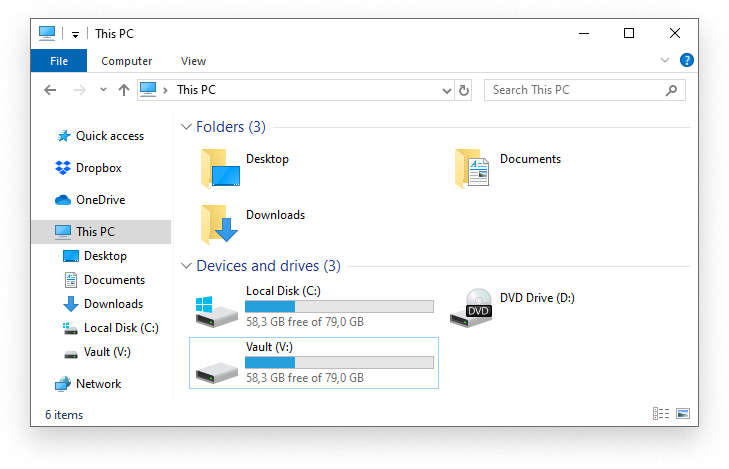 This PC
File Computer View
This PC
Search This PC
Quick access
Dropbox
OneDrive
This PC
Desktop
Documents
Downloads
Local Disk (C:)
Vault (V:)
Network
Folders (3)
Desktop
Documents
Downloads
Devices and drives (3)
Local Disk (C:)
58,3 GB free of 79,0 GB
DVD Drive (D:)
DVD
Vault (V:)
58,3 GB free of 79,0 GB
6 items